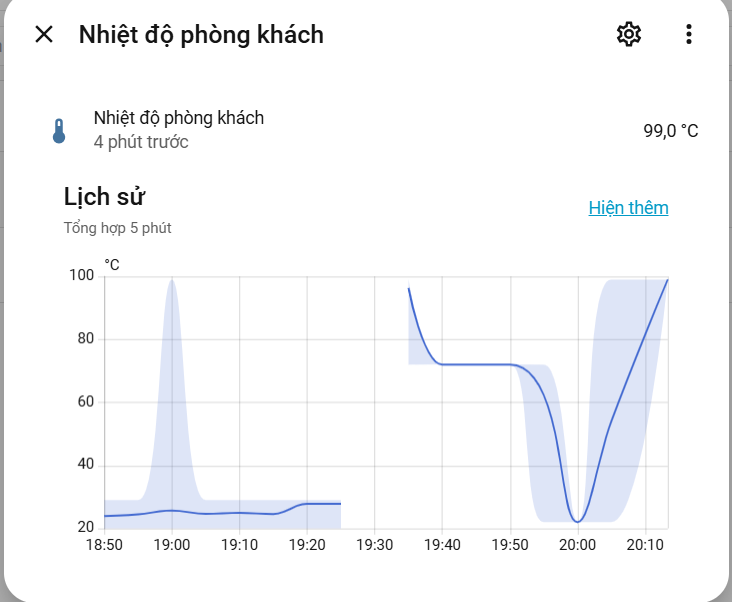 Nhiệt độ phòng khách
Nhiệt độ phòng khách
4 phút trước
99,0 °C
Lịch sử
Hiện thêm
Tổng hợp 5 phút
°C
100
80
60
40
20
18:50 19:00 19:10 19:20 19:30 19:40 19:50 20:00 20:10